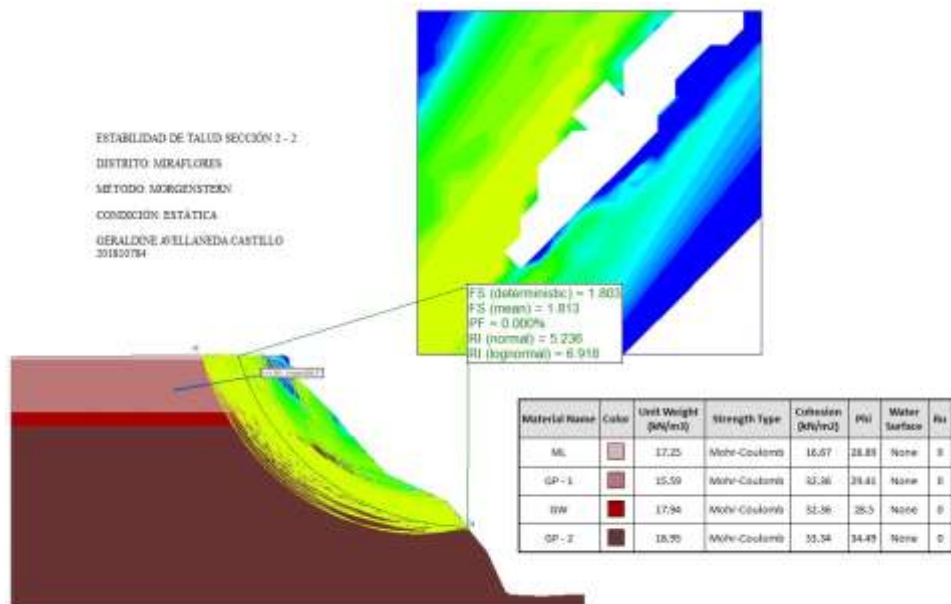 ESTABILIDAD DE TALUD SECCIÓN 2 - 2
DISTRITO: MIRAFLORES
MÉTODO: MORGENSTERN
CONDICIÓN: ESTÁTICA
GERALDINE AVELLANEDA CASTILLO
201810784
FS (deterministic) = 1.803
FS (mean) = 1.813
PF = 0.000%
RI (normal) = 5.236
RI (lognormal) = 6.918
Material Name Color Unit Weight (kN/m3) Strength Type Cohesion (kN/m2) Phi Water Surface Ru
ML 17.25 Mohr-Coulomb 16.67 28.89 None 0
GP - 1 15.59 Mohr-Coulomb 32.36 29.41 None 0
GW 17.94 Mohr-Coulomb 32.36 28.5 None 0
GP - 2 18.95 Mohr-Coulomb 33.34 34.49 None 0